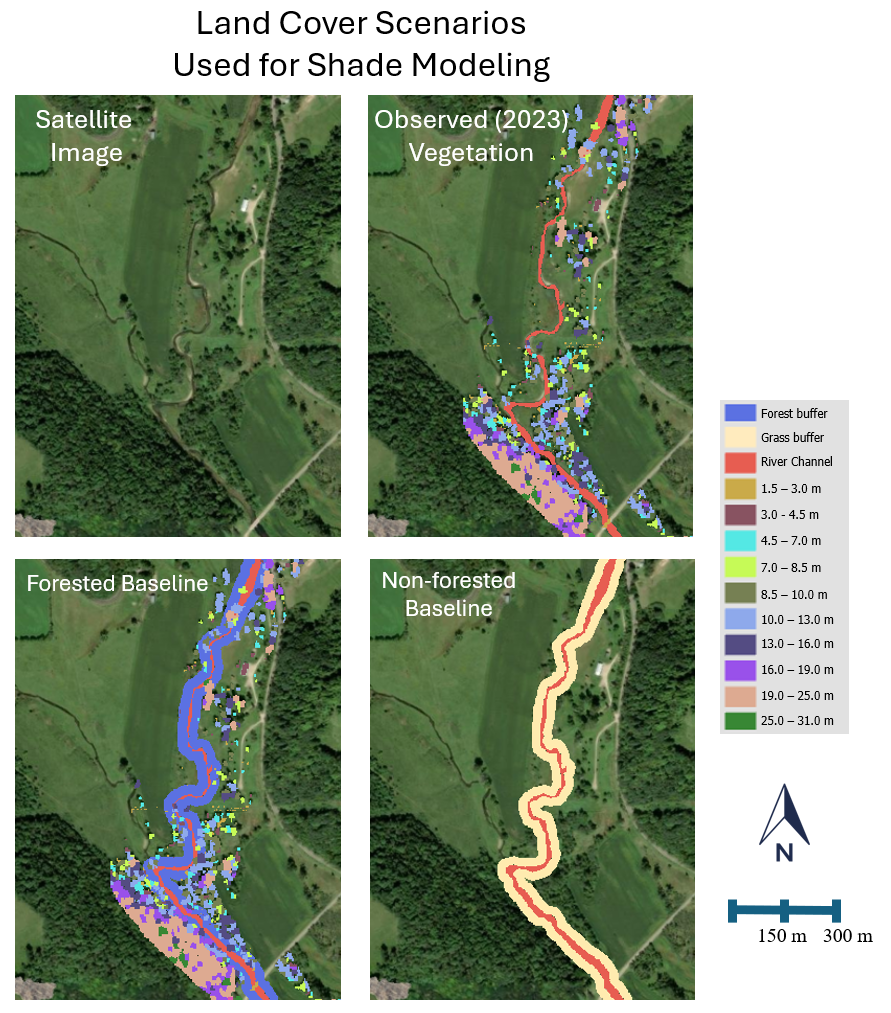 Land Cover Scenarios
Used for Shade Modeling
Satellite
Image
Observed (2023)
Vegetation
Forested Baseline
Non-forested
Baseline
Forest buffer
Grass buffer
River Channel
1.5 – 3.0 m
3.0 - 4.5 m
4.5 – 7.0 m
7.0 – 8.5 m
8.5 – 10.0 m
10.0 – 13.0 m
13.0 – 16.0 m
16.0 – 19.0 m
19.0 – 25.0 m
25.0 – 31.0 m
N
150 m 300 m